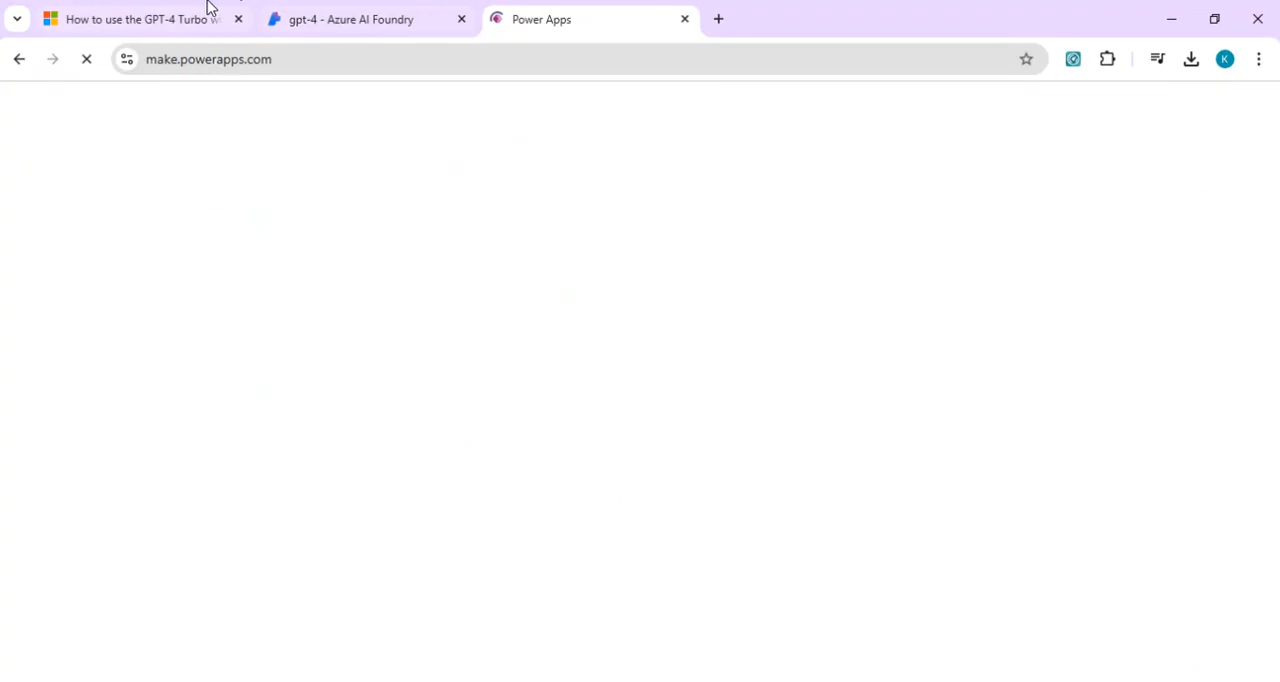 How to use the GPT-4 Turbo
gpt-4 - Azure AI Foundry
Power Apps
make.powerapps.com
K